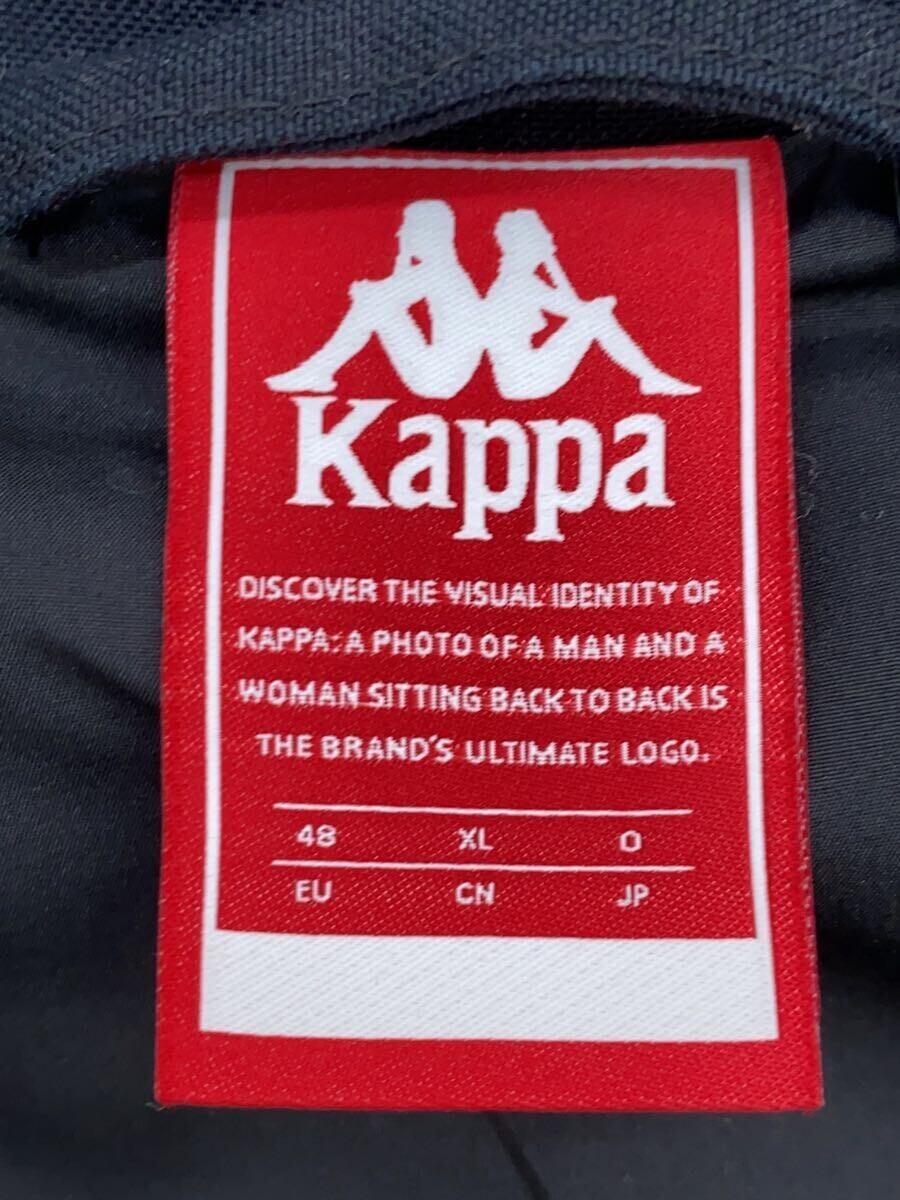 Kappa
DISCOVER THE VISUAL IDENTITY OF
KAPPA: A PHOTO OF A MAN AND A
WOMAN SITTING BACK TO BACK IS
THE BRAND'S ULTIMATE LOGO.
48 XL O
EU CN JP